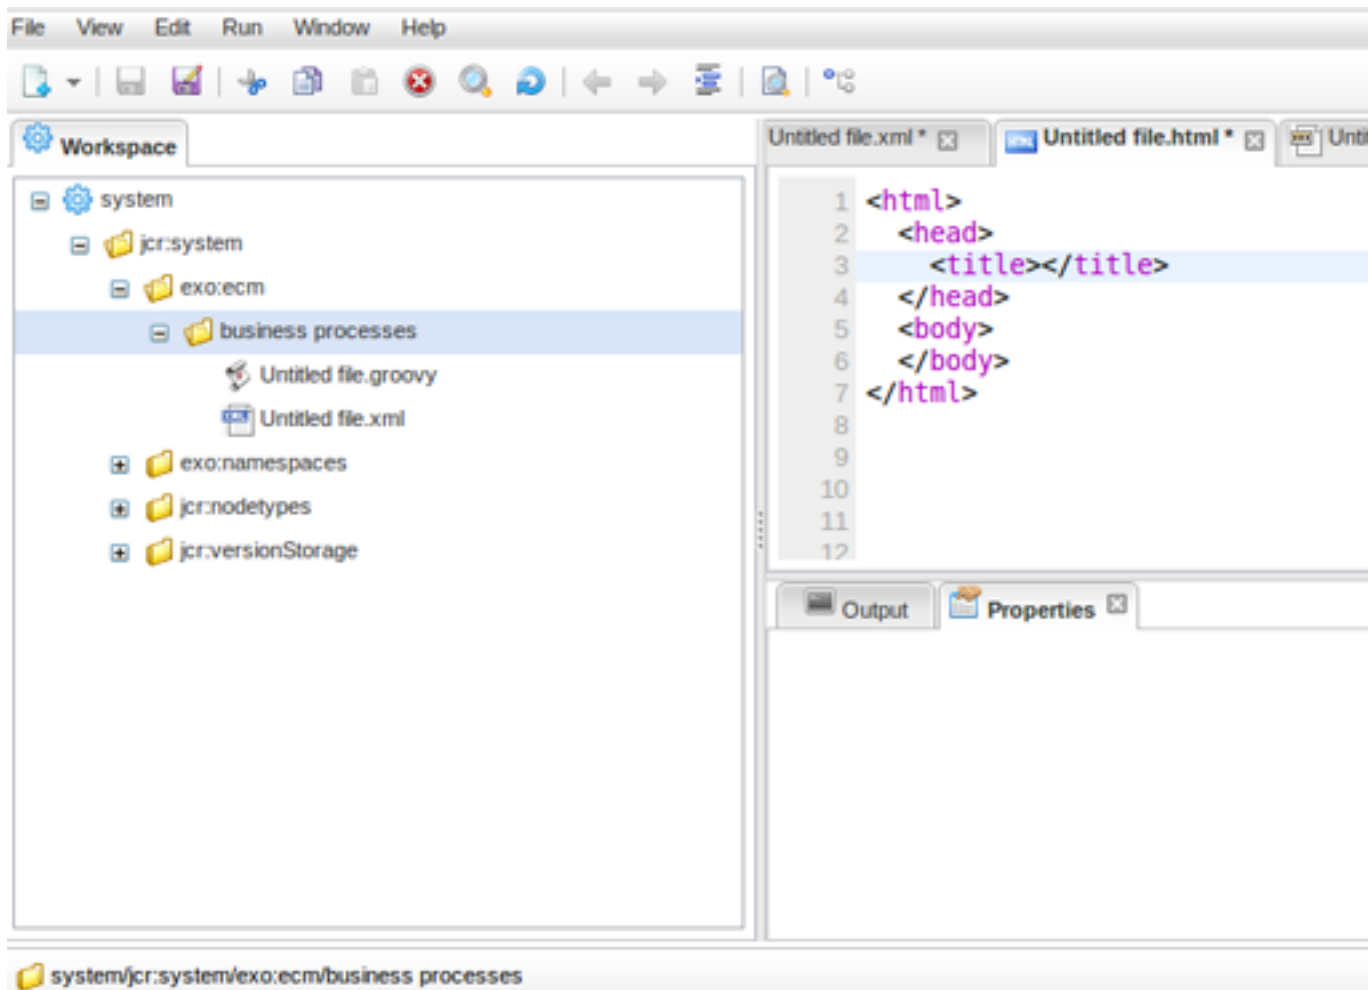 File View Edit Run Window Help
Workspace
system
jcr:system
exo:ecm
business processes
Untitled file.groovy
Untitled file.xml
exo:namespaces
jcr:nodetypes
jcr:versionStorage
Untitled file.xml * Untitled file.html *
1 <html>
2 <head>
3 <title></title>
4 </head>
5 <body>
6 </body>
7 </html>
8
9
10
11
12
Output Properties
system/jcr:system/exo:ecm/business processes